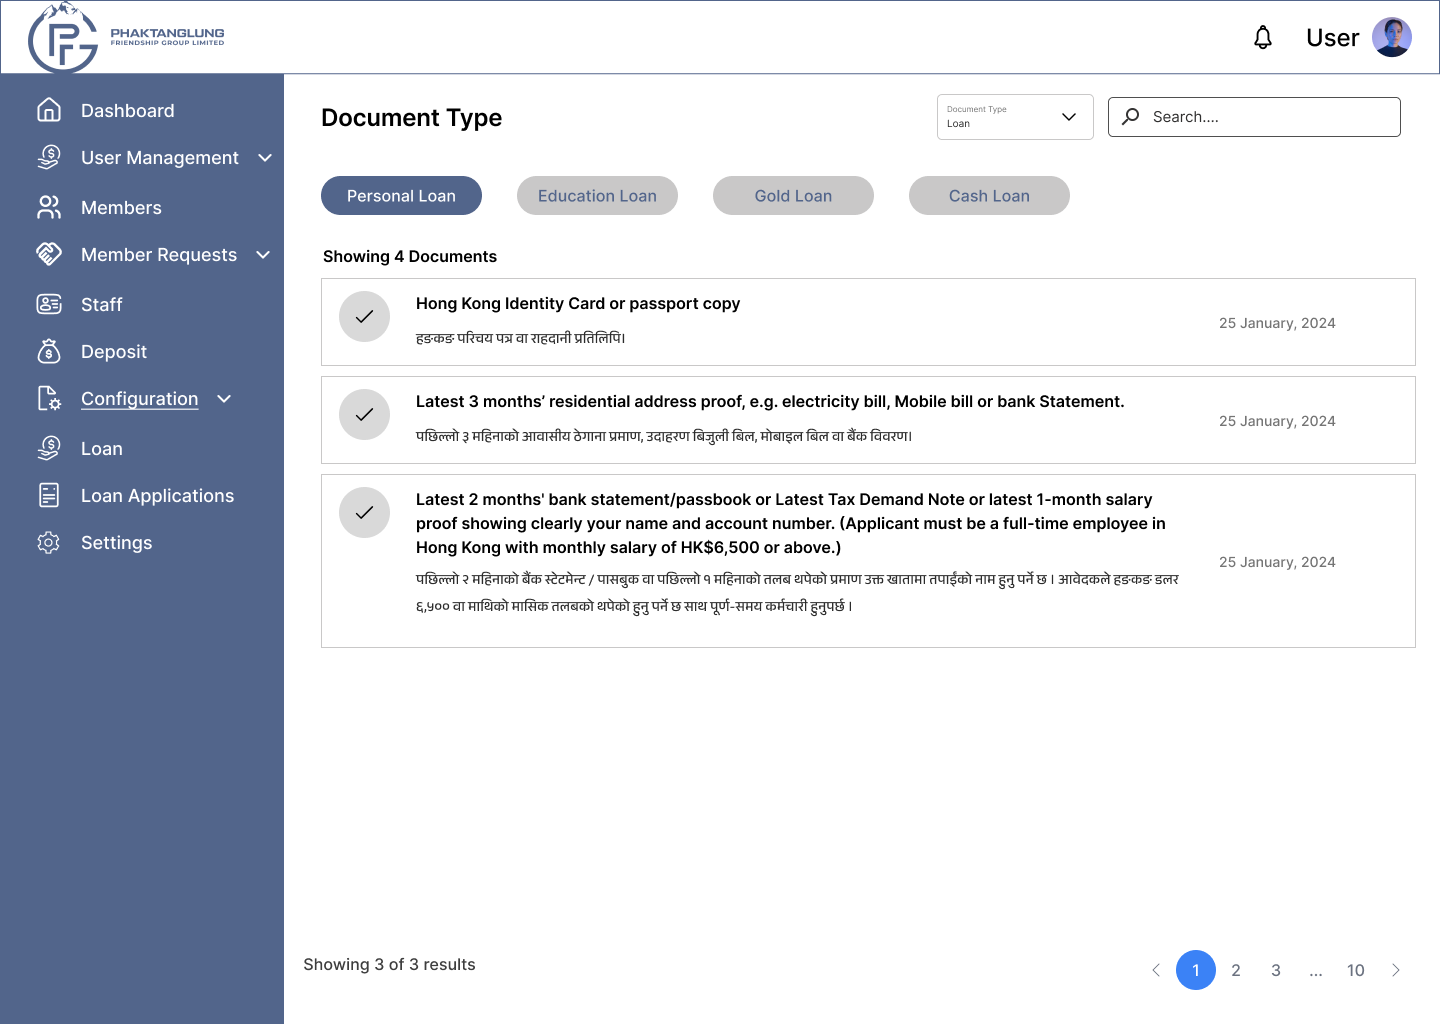 PHAKTANGLUNG
FRIENDSHIP GROUP LIMITED
User
Dashboard
User Management
Members
Member Requests
Staff
Deposit
Configuration
Loan
Loan Applications
Settings
Document Type
Document Type
Loan
Search....
Personal Loan
Education Loan
Gold Loan
Cash Loan
Showing 4 Documents
Hong Kong Identity Card or passport copy
हङकङ परिचय पत्र वा राहदानी प्रतिलिपि।
25 January, 2024
Latest 3 months’ residential address proof, e.g. electricity bill, Mobile bill or bank Statement.
पछिल्लो ३ महिनाको आवासीय ठेगाना प्रमाण, उदाहरण बिजुली बिल, मोबाइल बिल वा बैंक विवरण।
25 January, 2024
Latest 2 months' bank statement/passbook or Latest Tax Demand Note or latest 1-month salary
proof showing clearly your name and account number. (Applicant must be a full-time employee in
Hong Kong with monthly salary of HK$6,500 or above.)
पछिल्लो २ महिनाको बैंक स्टेटमेन्ट / पासबुक वा पछिल्लो १ महिनाको तलब थपेको प्रमाण उक्त खातामा तपाईंको नाम हुनु पर्ने छ । आवेदकले हङकङ डलर
६,५०० वा माथिको मासिक तलबको थपेको हुनु पर्ने छ साथ पूर्ण-समय कर्मचारी हुनुपर्छ ।
25 January, 2024
Showing 3 of 3 results
1 2 3 ... 10